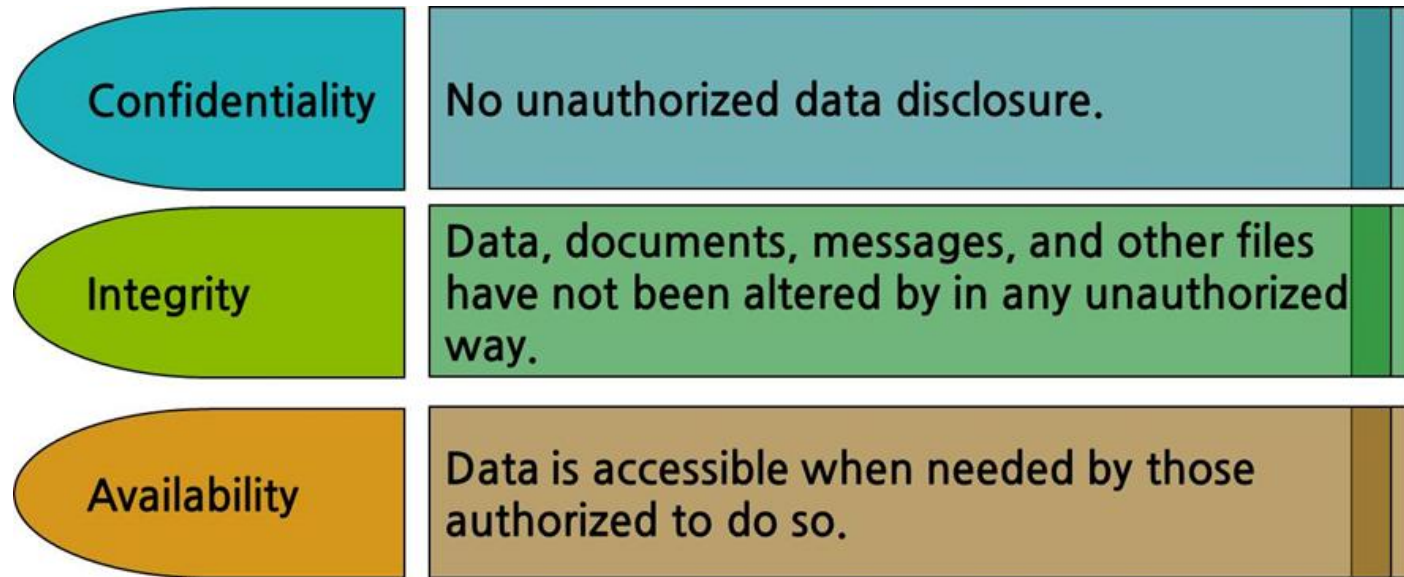 Confidentiality
No unauthorized data disclosure.
Integrity
Data, documents, messages, and other files
have not been altered by in any unauthorized
way.
Availability
Data is accessible when needed by those
authorized to do so.